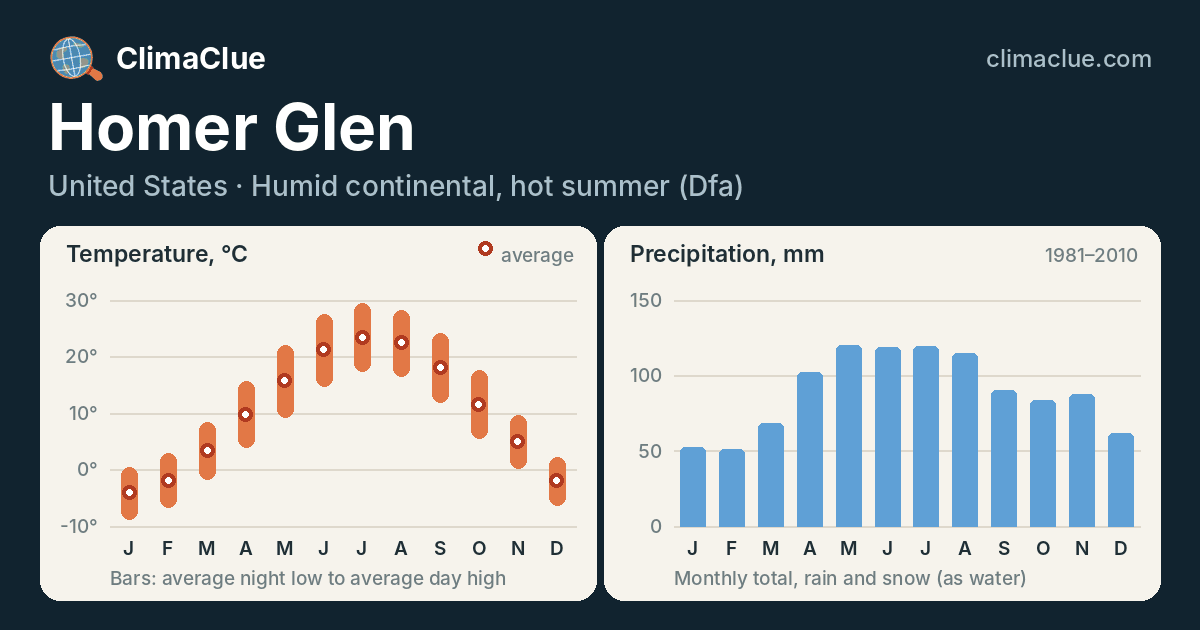 ClimaClue
climaclue.com
Homer Glen
United States · Humid continental, hot summer (Dfa)
Temperature, °C
average
30°
20°
10°
0°
-10°
J F M A M J J A S O N D
Bars: average night low to average day high
Precipitation, mm
1981–2010
150
100
50
0
J F M A M J J A S O N D
Monthly total, rain and snow (as water)